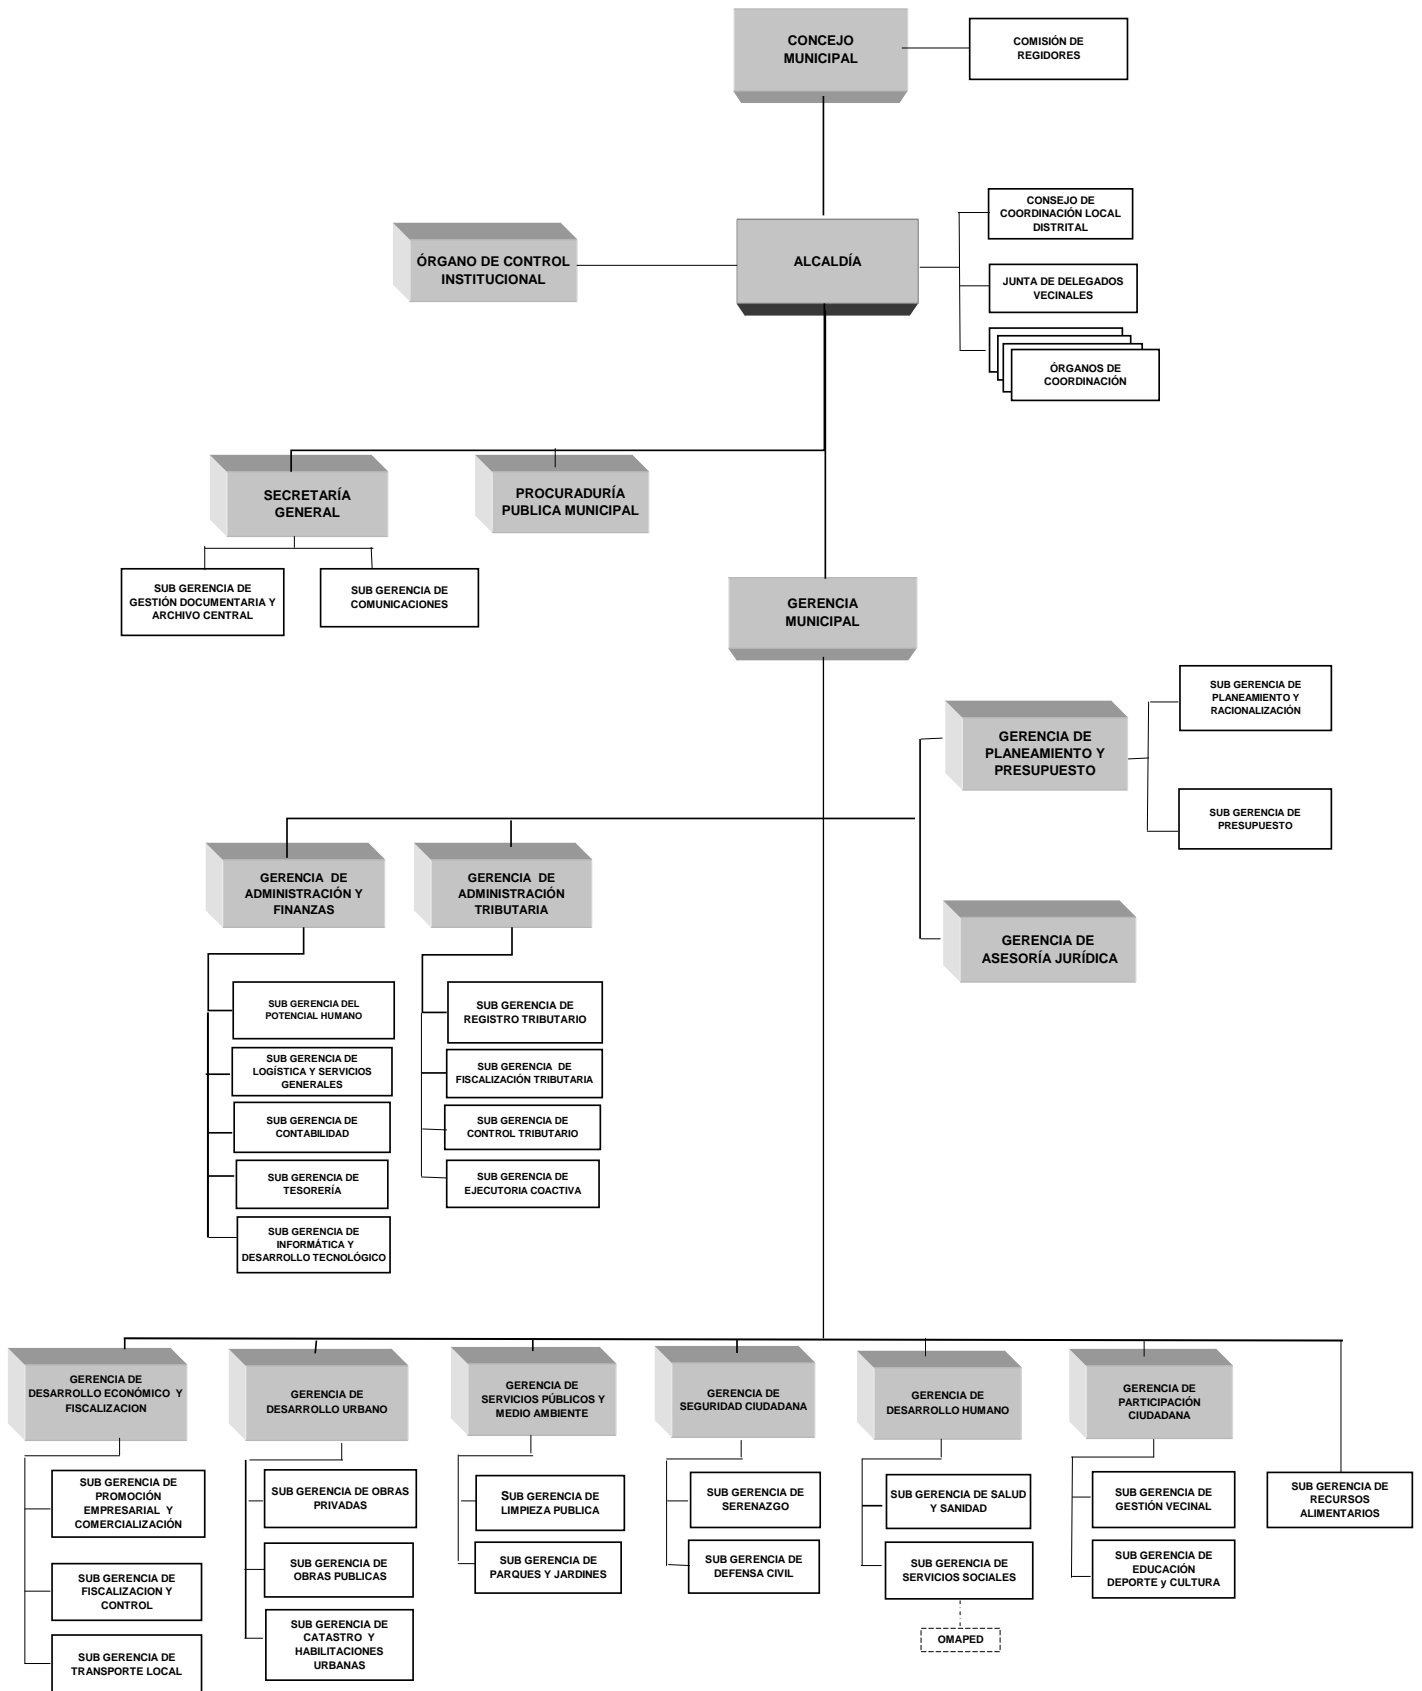 CONCEJO
MUNICIPAL
COMISIÓN DE
REGIDORES
CONSEJO DE
COORDINACIÓN LOCAL
DISTRITAL
ÓRGANO DE CONTROL
INSTITUCIONAL
ALCALDÍA
JUNTA DE DELEGADOS
VECINALES
ÓRGANOS DE
COORDINACIÓN
SECRETARÍA
GENERAL
PROCURADURÍA
PUBLICA MUNICIPAL
SUB GERENCIA DE
GESTIÓN DOCUMENTARIA Y
ARCHIVO CENTRAL
SUB GERENCIA DE
COMUNICACIONES
GERENCIA
MUNICIPAL
SUB GERENCIA DE
PLANEAMIENTO Y
RACIONALIZACIÓN
GERENCIA DE
PLANEAMIENTO Y
PRESUPUESTO
SUB GERENCIA DE
PRESUPUESTO
GERENCIA DE
ADMINISTRACIÓN Y
FINANZAS
GERENCIA DE
ADMINISTRACIÓN
TRIBUTARIA
GERENCIA DE
ASESORÍA JURÍDICA
SUB GERENCIA DEL
POTENCIAL HUMANO
SUB GERENCIA DE
LOGÍSTICA Y SERVICIOS
GENERALES
SUB GERENCIA DE
CONTABILIDAD
SUB GERENCIA DE
TESORERÍA
SUB GERENCIA DE
INFORMÁTICA Y
DESARROLLO TECNOLÓGICO
SUB GERENCIA DE
REGISTRO TRIBUTARIO
SUB GERENCIA DE
FISCALIZACIÓN TRIBUTARIA
SUB GERENCIA DE
CONTROL TRIBUTARIO
SUB GERENCIA DE
EJECUTORIA COACTIVA
GERENCIA DE
DESARROLLO ECONÓMICO Y
FISCALIZACION
GERENCIA DE
DESARROLLO URBANO
GERENCIA DE
SERVICIOS PÚBLICOS Y
MEDIO AMBIENTE
GERENCIA DE
SEGURIDAD CIUDADANA
GERENCIA DE
DESARROLLO HUMANO
GERENCIA DE
PARTICIPACIÓN
CIUDADANA
SUB GERENCIA DE
PROMOCIÓN
EMPRESARIAL Y
COMERCIALIZACIÓN
SUB GERENCIA DE
FISCALIZACION Y
CONTROL
SUB GERENCIA DE
TRANSPORTE LOCAL
SUB GERENCIA DE OBRAS
PRIVADAS
SUB GERENCIA DE
OBRAS PUBLICAS
SUB GERENCIA DE
CATASTRO Y
HABILITACIONES
URBANAS
SUB GERENCIA DE
LIMPIEZA PUBLICA
SUB GERENCIA DE
PARQUES Y JARDINES
SUB GERENCIA DE
SERENAZGO
SUB GERENCIA DE
DEFENSA CIVIL
SUB GERENCIA DE SALUD
Y SANIDAD
SUB GERENCIA DE
SERVICIOS SOCIALES
OMAPED
SUB GERENCIA DE
GESTIÓN VECINAL
SUB GERENCIA DE
EDUCACIÓN
DEPORTE y CULTURA
SUB GERENCIA DE
RECURSOS
ALIMENTARIOS